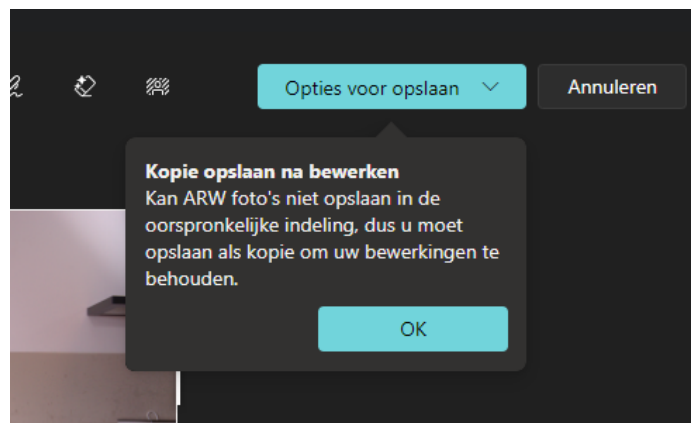 Opties voor opslaan
Annuleren
Kopie opslaan na bewerken
Kan ARW foto's niet opslaan in de
oorspronkelijke indeling, dus u moet
opslaan als kopie om uw bewerkingen te
behouden.
OK